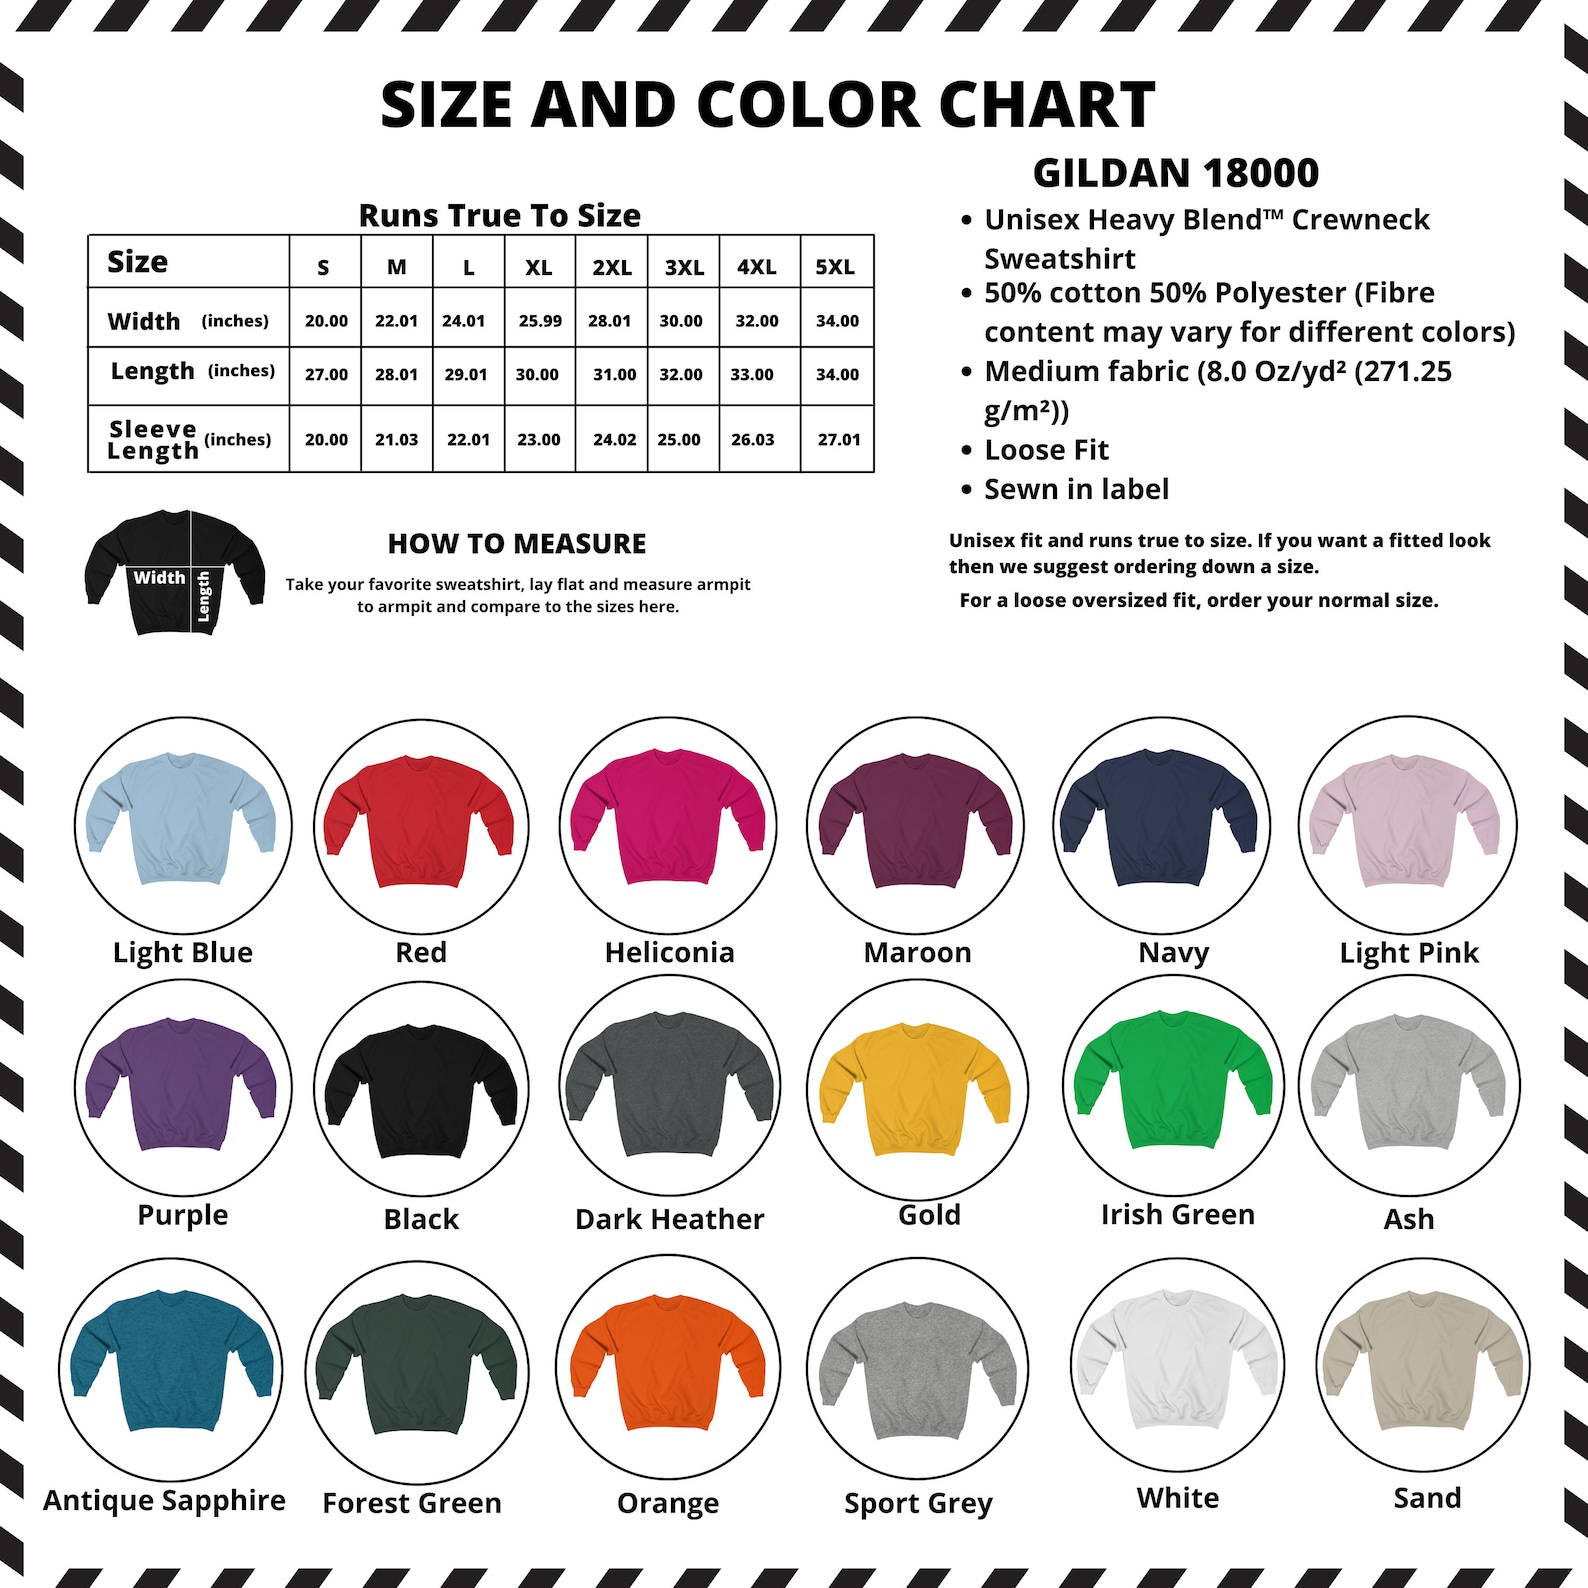 SIZE AND COLOR CHART
GILDAN 18000
Runs True To Size
Size S M L XL 2XL 3XL 4XL 5XL
Width (inches) 20.00 22.01 24.01 25.99 28.01 30.00 32.00 34.00
Length (inches) 27.00 28.01 29.01 30.00 31.00 32.00 33.00 34.00
Sleeve
Length (inches) 20.00 21.03 22.01 23.00 24.02 25.00 26.03 27.01
• Unisex Heavy Blend™ Crewneck
Sweatshirt
• 50% cotton 50% Polyester (Fibre
content may vary for different colors)
• Medium fabric (8.0 Oz/yd² (271.25
g/m²))
• Loose Fit
• Sewn in label
Width
Length
HOW TO MEASURE
Take your favorite sweatshirt, lay flat and measure armpit
to armpit and compare to the sizes here.
Unisex fit and runs true to size. If you want a fitted look
then we suggest ordering down a size.
For a loose oversized fit, order your normal size.
Light Blue Red Heliconia Maroon Navy Light Pink
Purple Black Dark Heather Gold Irish Green Ash
Antique Sapphire Forest Green Orange Sport Grey White Sand